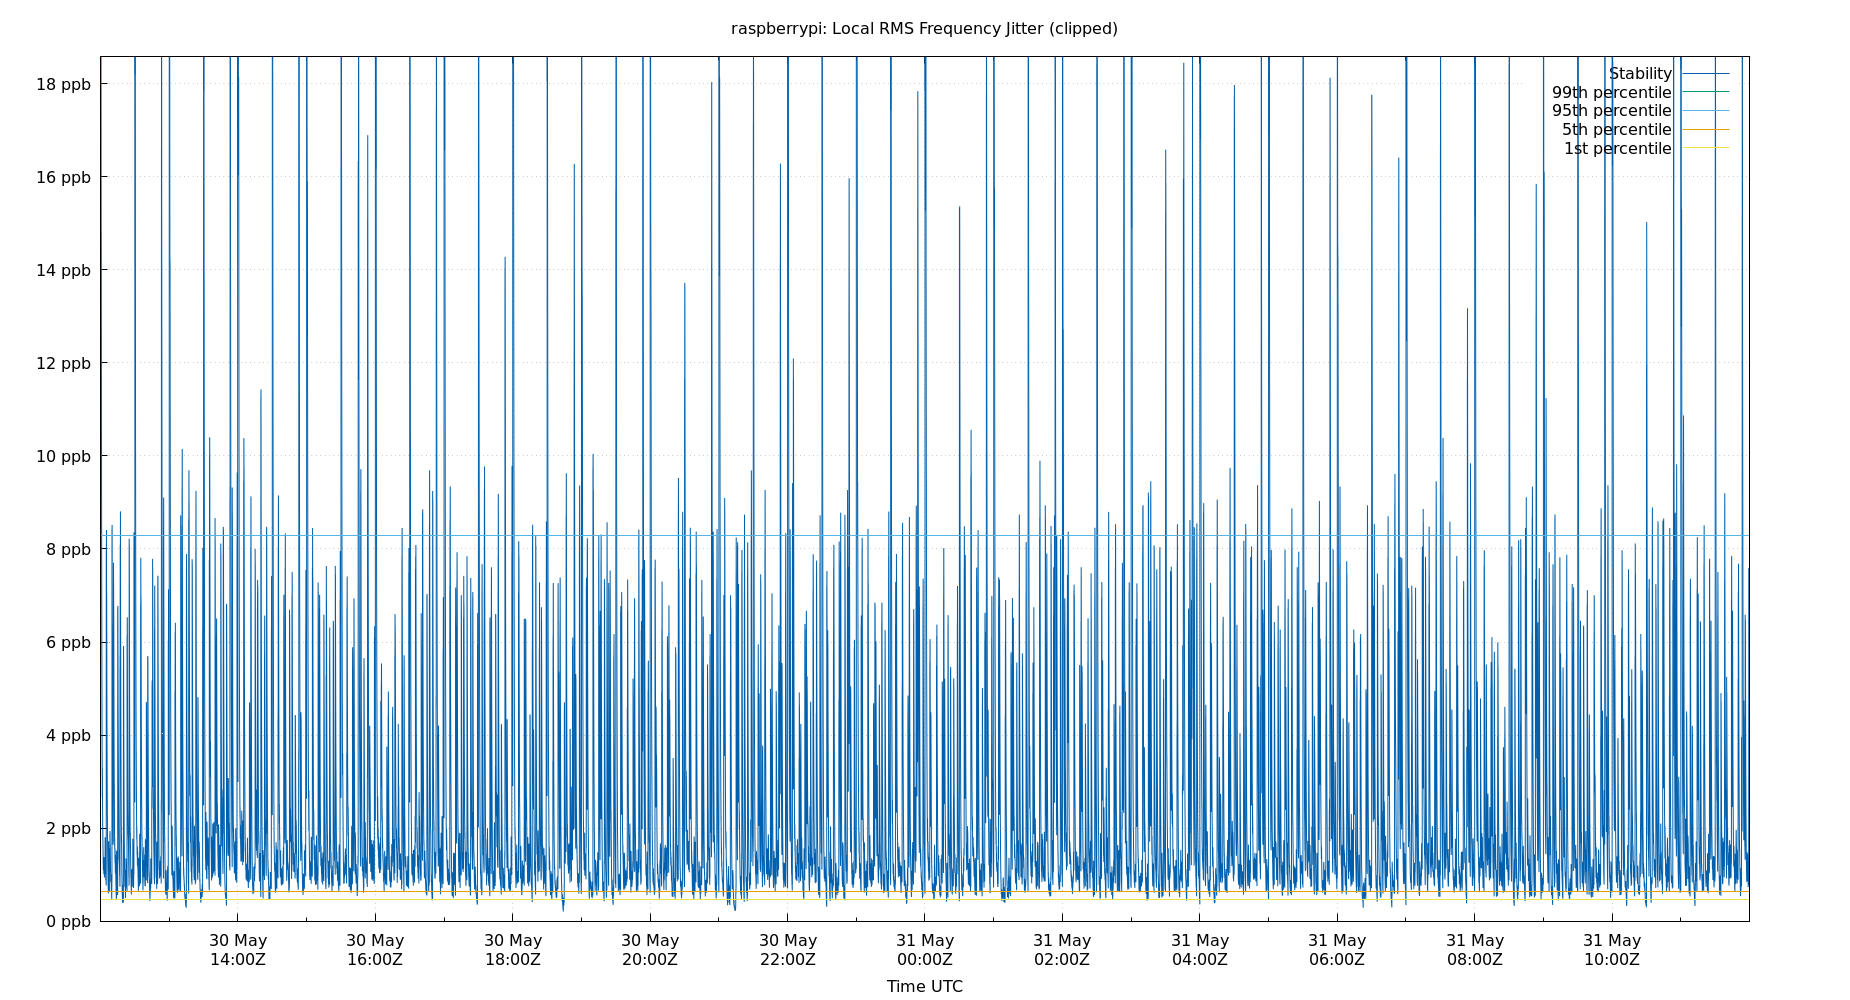 raspberrypi: Local RMS Frequency Jitter (clipped)
18 ppb
16 ppb
14 ppb
12 ppb
10 ppb
8 ppb
6 ppb
4 ppb
2 ppb
0 ppb
Stability
99th percentile
95th percentile
5th percentile
1st percentile
30 May 30 May 30 May 30 May 30 May 31 May 31 May 31 May 31 May 31 May 31 May
14:00Z 16:00Z 18:00Z 20:00Z 22:00Z 00:00Z 02:00Z 04:00Z 06:00Z 08:00Z 10:00Z
Time UTC